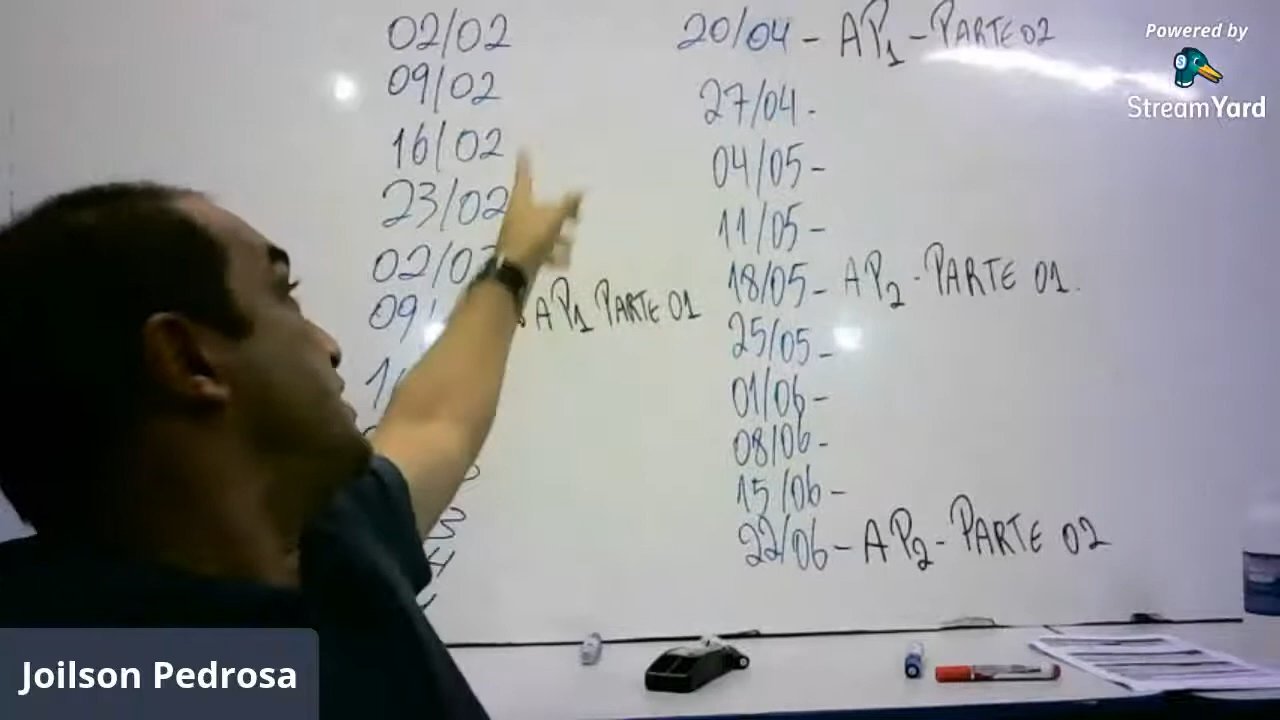 02/02
09/02
16/02
23/02
02/0
09/ AP1 PARTE 01
20/04 - AP1 - PARTE 02
27/04 -
04/05 -
11/05 -
18/05 - AP2 - PARTE 01.
25/05 -
01/06 -
08/06 -
15/06 -
22/06 - AP2 - PARTE 02
Powered by
StreamYard
Joilson Pedrosa